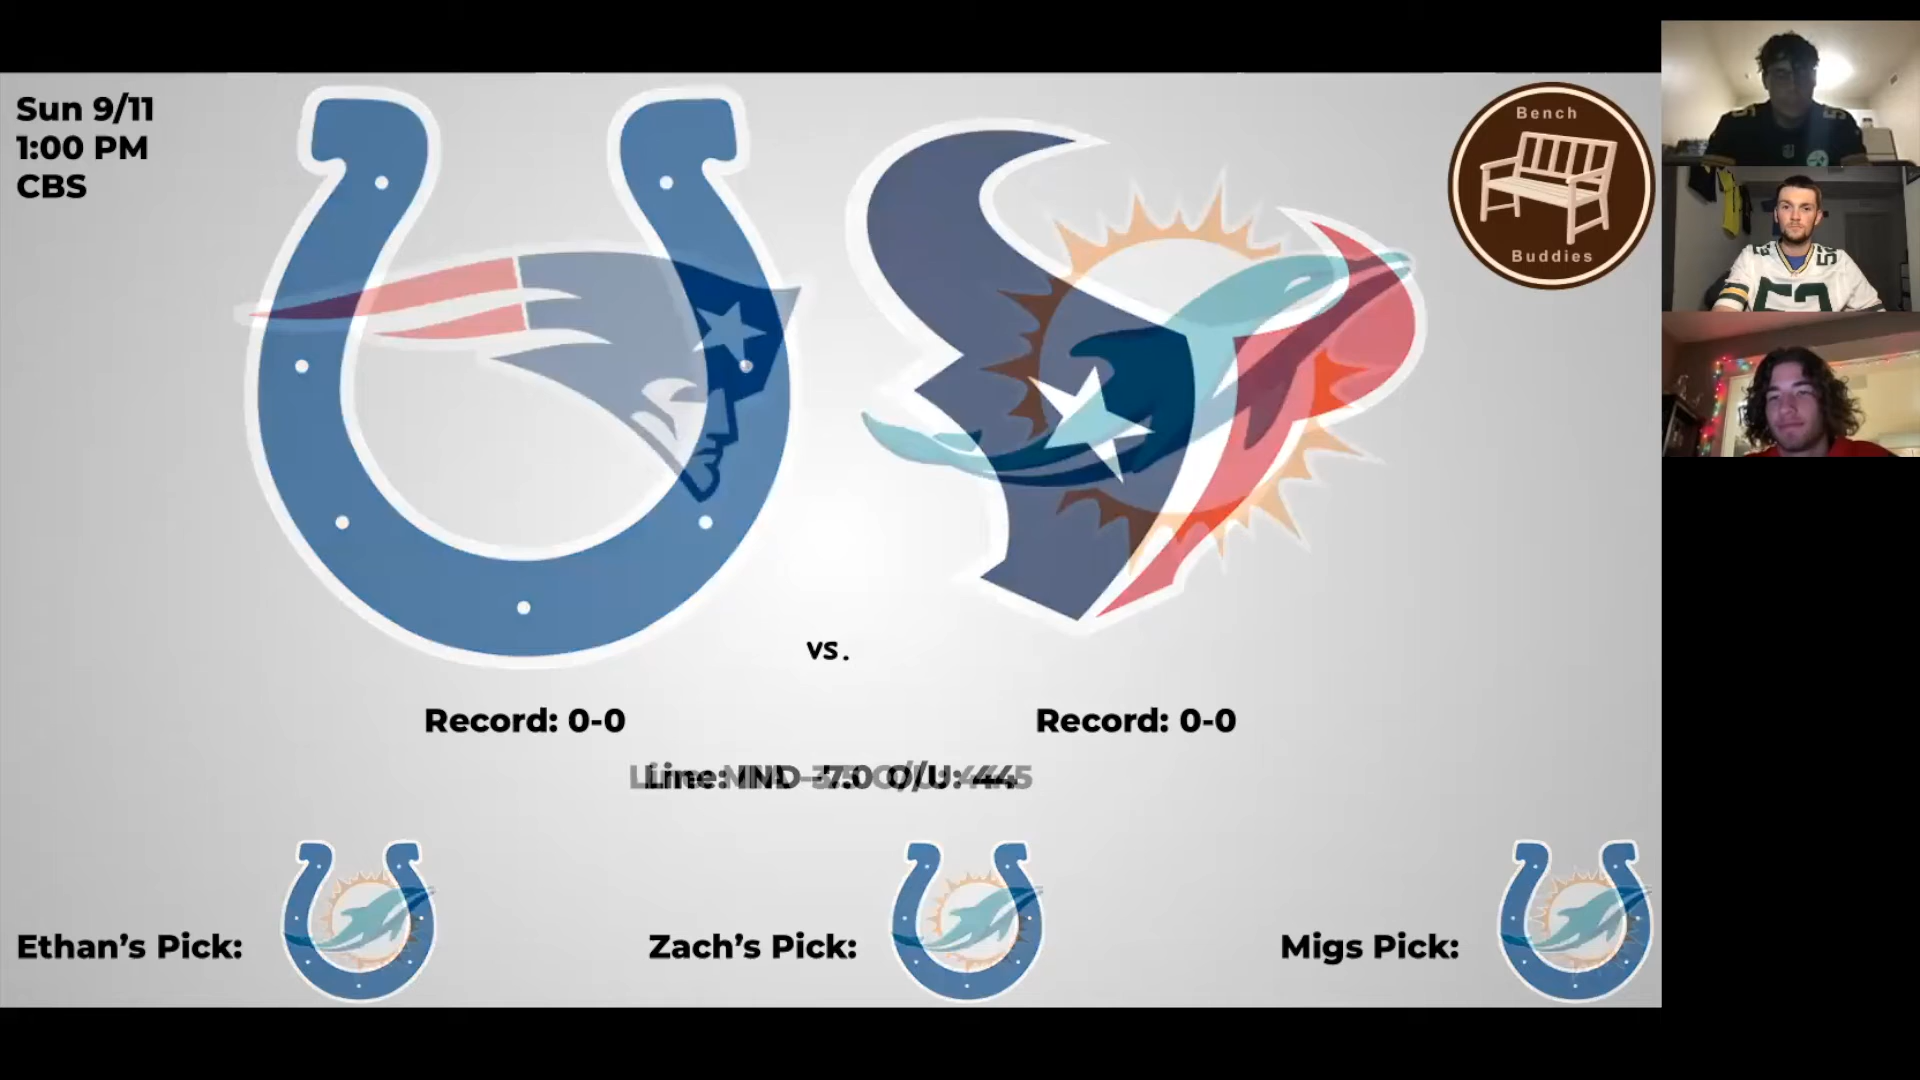 Sun 9/11
1:00 PM
CBS
Bench
Buddies
vs.
Record: 0-0
Record: 0-0
Ethan’s Pick:
Zach’s Pick:
Migs Pick: